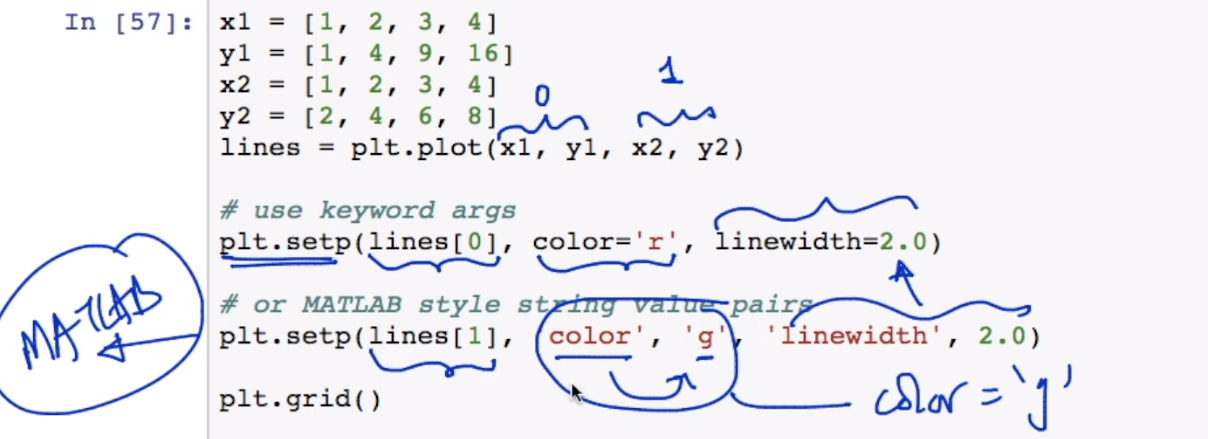 In [57]: x1 = [1, 2, 3, 4]
y1 = [1, 4, 9, 16]
1
x2 = [1, 2, 3, 4]
0
y2 = [2, 4, 6, 8]
lines = plt.plot(x1, y1, x2, y2)
# use keyword args
plt.setp(lines[0], color='r', linewidth=2.0)
# or MATLAB style string value pairs
MATLAB
plt.setp(lines[1], color', 'g', 'linewidth', 2.0)
plt.grid()
color = 'g'